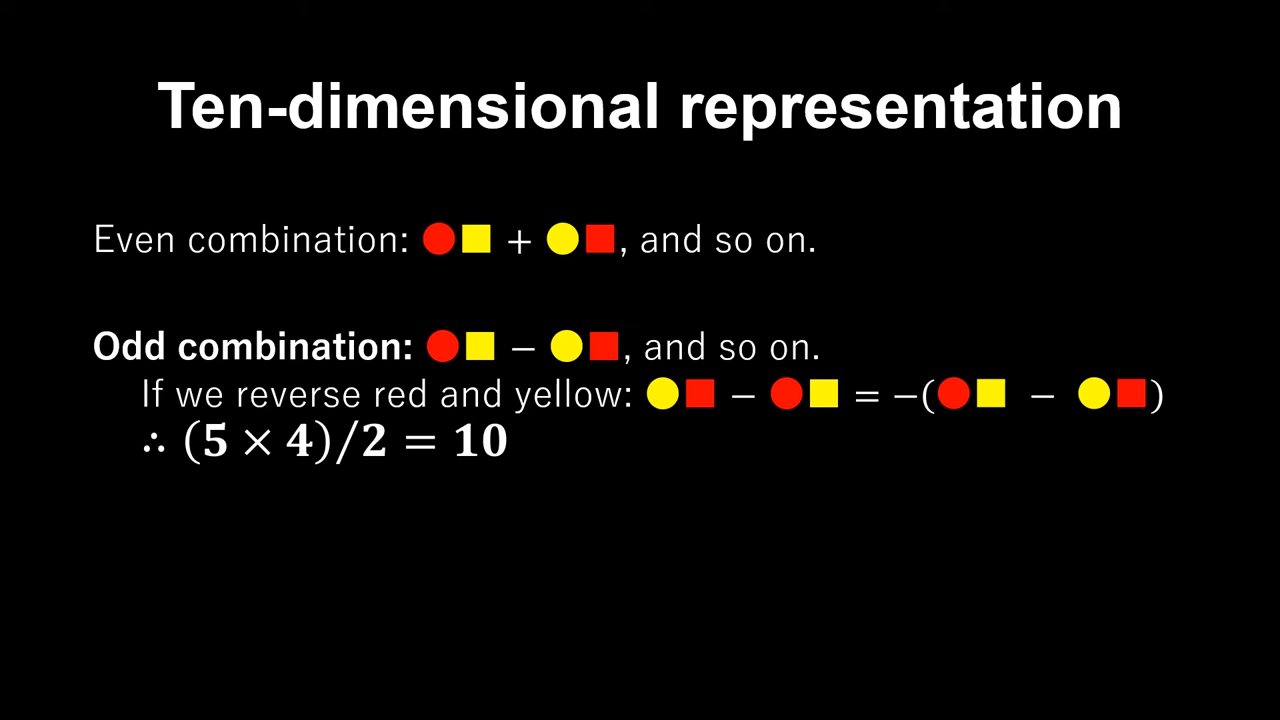 Ten-dimensional representation
Even combination: 🔴🟨 + 🟡🟥, and so on.
Odd combination: 🔴🟨 − 🟡🟥, and so on.
If we reverse red and yellow: 🟡🟥 − 🔴🟨 = −(🔴🟨 − 🟡🟥)
∴ (5 × 4)/2 = 10